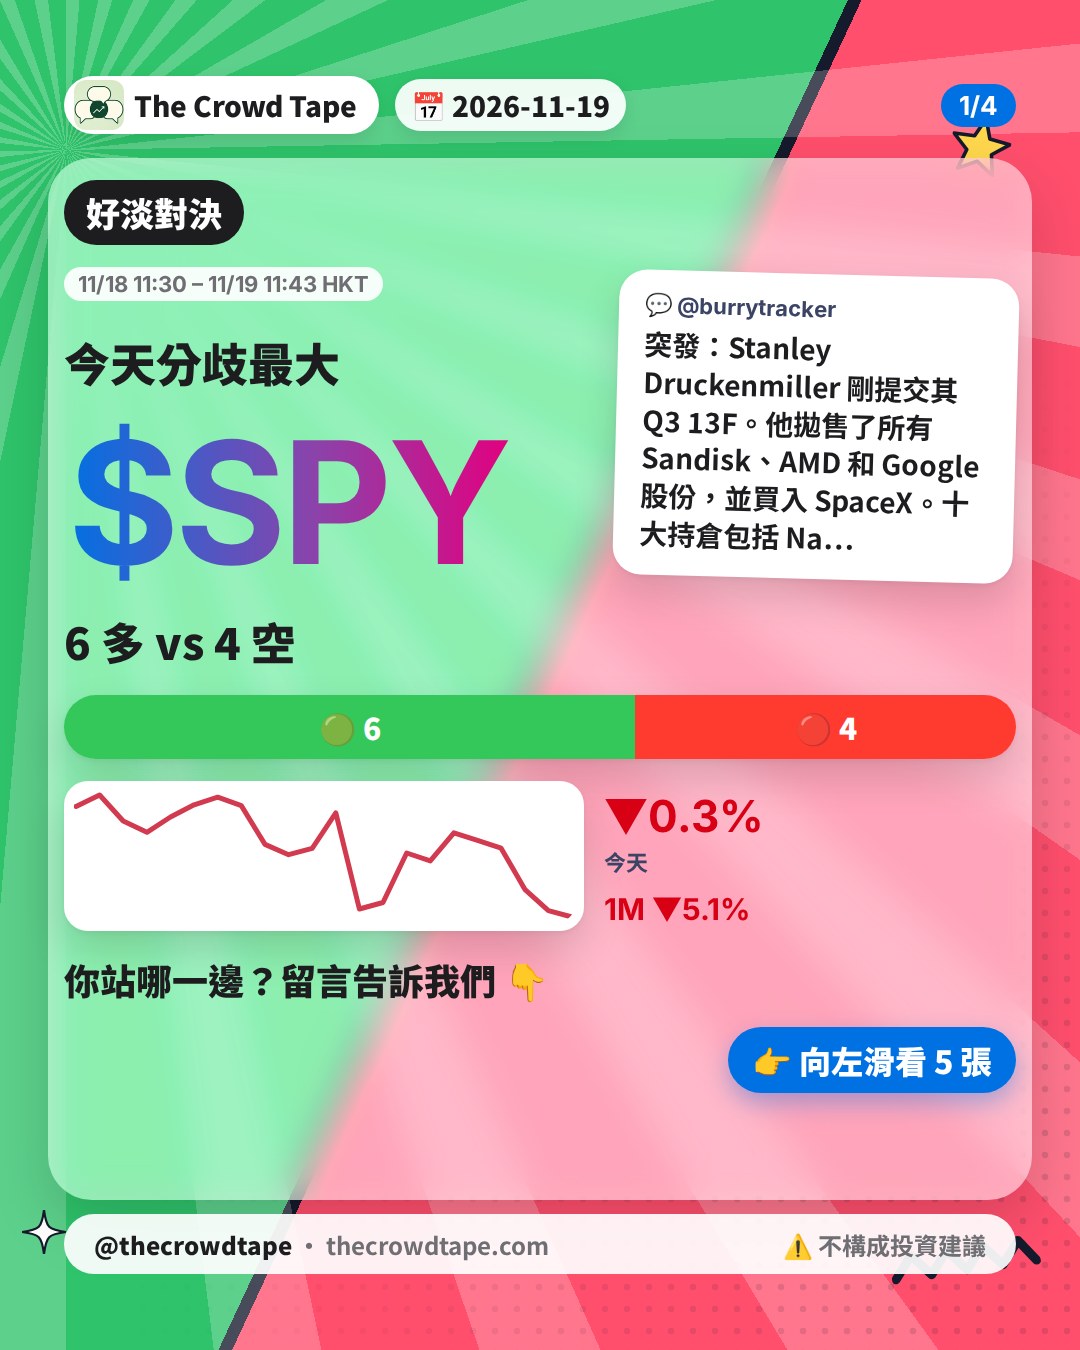 The Crowd Tape
2026-11-19
1/4
好淡對決
11/18 11:30 – 11/19 11:43 HKT
今天分歧最大
$SPY
6 多 vs 4 空
@burrytracker
突發：Stanley
Druckenmiller 剛提交其
Q3 13F。他拋售了所有
Sandisk、AMD 和 Google
股份，並買入 SpaceX。十
大持倉包括 Na…
6
4
▼0.3%
今天
1M ▼5.1%
你站哪一邊？留言告訴我們 👇
👉 向左滑看 5 張
@thecrowdtape • thecrowdtape.com
⚠️ 不構成投資建議